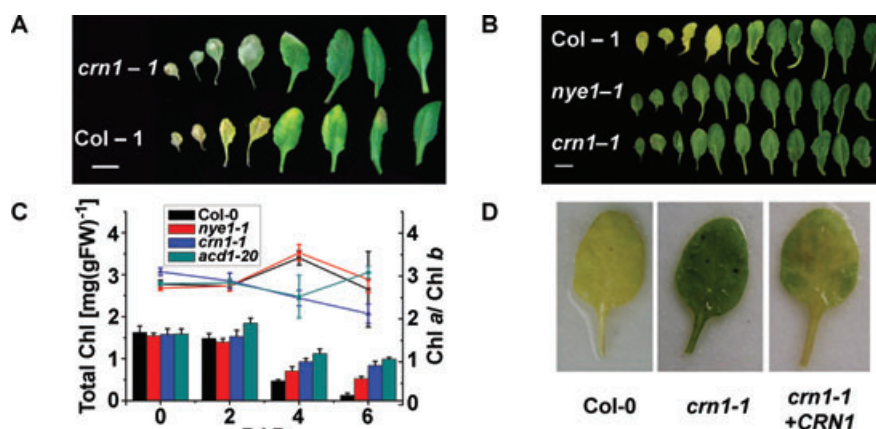 A
crn1 – 1
Col – 1
B
Col – 1
nye1–1
crn1–1
C
Total Chl [mg(gFW)⁻¹]
4
3
2
1
0
Col-0
nye1-1
crn1-1
acd1-20
4
3
2
1
0
Chl a/ Chl b
0
2
4
6
D
Col-0
crn1-1
crn1-1
+CRN1